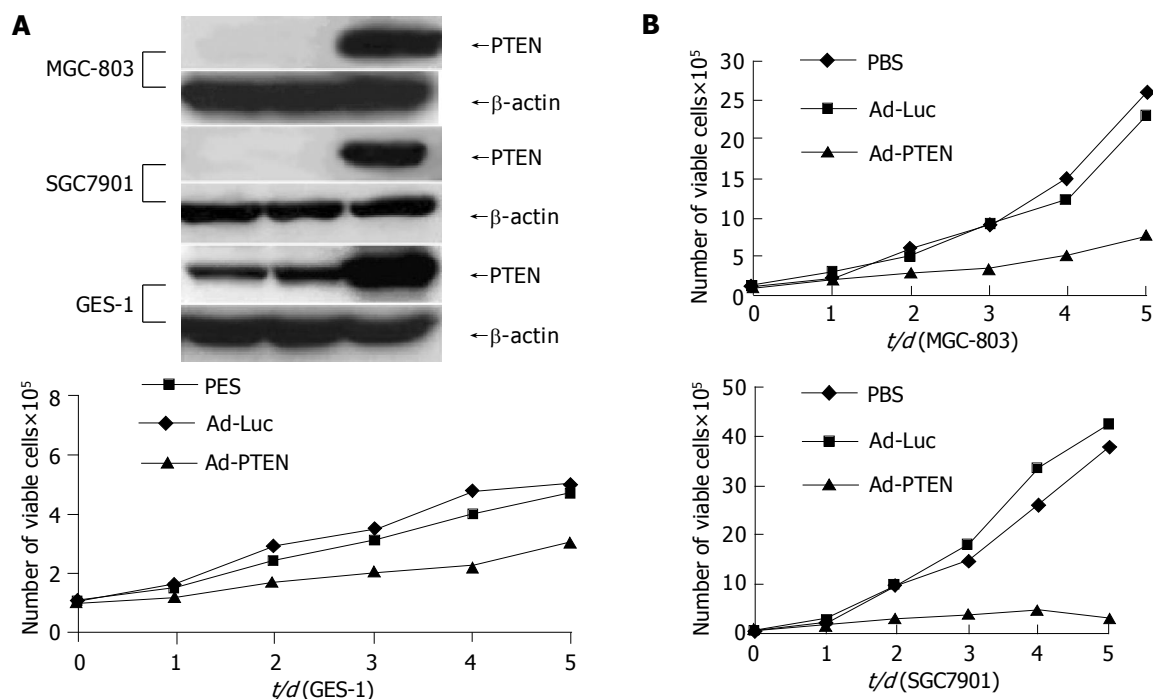 A
MGC-803
←PTEN
←β-actin
SGC7901
←PTEN
←β-actin
GES-1
←PTEN
←β-actin
Number of viable cells×10⁵
8
6
4
2
0
PES
Ad-Luc
Ad-PTEN
0 1 2 3 4 5
t/d (GES-1)
B
Number of viable cells×10⁵
30
25
20
15
10
5
0
PBS
Ad-Luc
Ad-PTEN
0 1 2 3 4 5
t/d (MGC-803)
Number of viable cells×10⁵
50
40
30
20
10
0
PBS
Ad-Luc
Ad-PTEN
0 1 2 3 4 5
t/d (SGC7901)